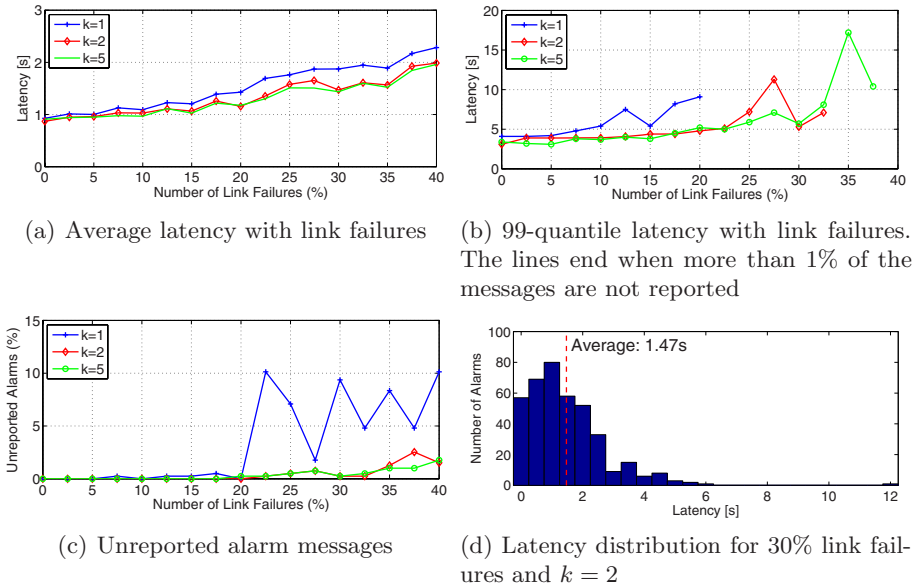 3
2
1
0
Latency [s]
k=1
k=2
k=5
0 5 10 15 20 25 30 35 40
Number of Link Failures (%)
(a) Average latency with link failures
20
15
10
5
0
Latency [s]
k=1
k=2
k=5
0 5 10 15 20 25 30 35 40
Number of Link Failures (%)
(b) 99-quantile latency with link failures.
The lines end when more than 1% of the
messages are not reported
15
10
5
0
Unreported Alarms (%)
k=1
k=2
k=5
0 5 10 15 20 25 30 35 40
Number of Link Failures (%)
(c) Unreported alarm messages
100
80
60
40
20
0
Number of Alarms
Average: 1.47s
0 2 4 6 8 10 12
Latency [s]
(d) Latency distribution for 30% link fail-
ures and k = 2